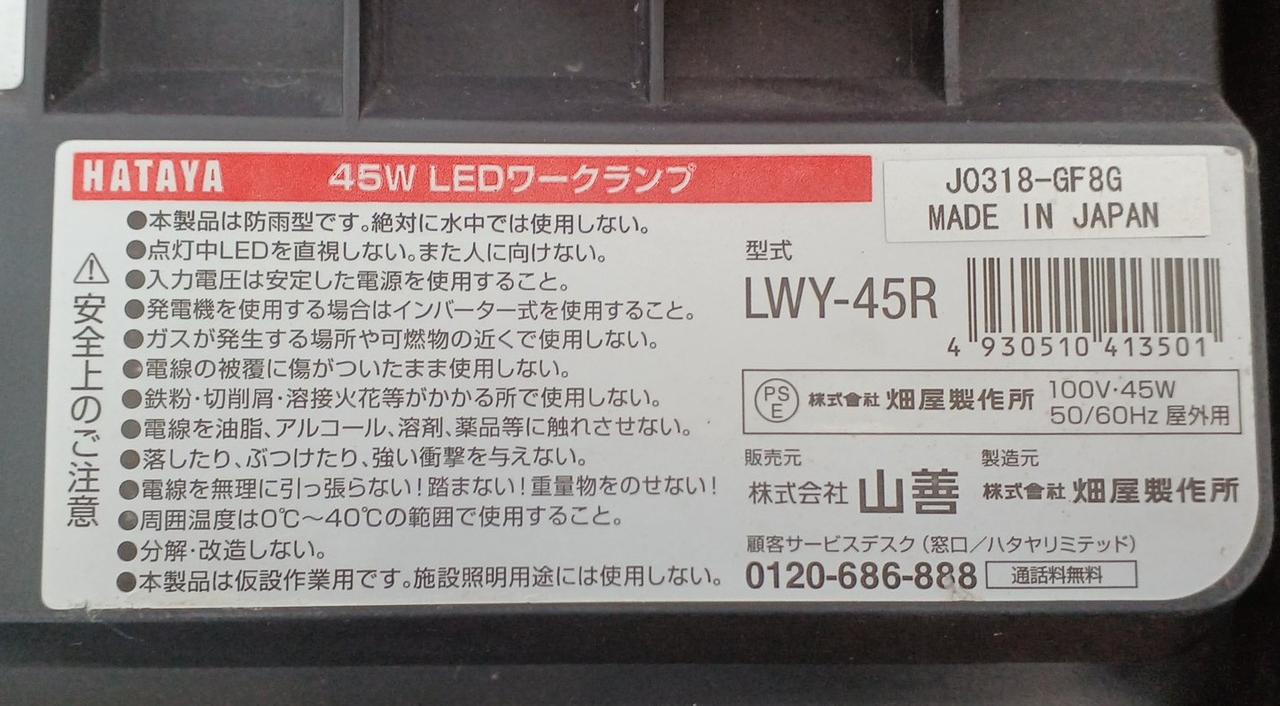 HATAYA 45W LEDワークランプ
J0318-GF8G
MADE IN JAPAN
⚠安全上のご注意
●本製品は防雨型です。絶対に水中では使用しない。
●点灯中LEDを直視しない。また人に向けない。
●入力電圧は安定した電源を使用すること。
●発電機を使用する場合はインバーター式を使用すること。
●ガスが発生する場所や可燃物の近くで使用しない。
●電線の被覆に傷がついたまま使用しない。
●鉄粉・切削屑・溶接火花等がかかる所で使用しない。
●電線を油脂、アルコール、溶剤、薬品等に触れさせない。
●落したり、ぶつけたり、強い衝撃を与えない。
●電線を無理に引っ張らない！踏まない！重量物をのせない！
●周囲温度は0℃～40℃の範囲で使用すること。
●分解・改造しない。
●本製品は仮設作業用です。施設照明用途には使用しない。
型式
LWY-45R
4 930510 413501
PSE 株式会社 畑屋製作所 100V・45W
50/60Hz 屋外用
販売元 製造元
株式会社 山善 株式会社 畑屋製作所
顧客サービスデスク（窓口／ハタヤリミテッド）
0120-686-888 通話料無料